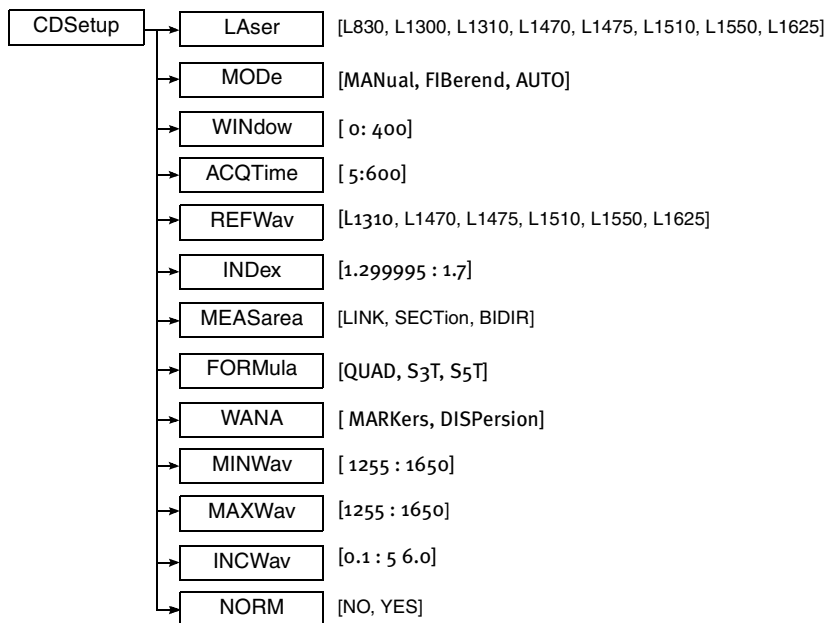 CDSetup
LAser [L830, L1300, L1310, L1470, L1475, L1510, L1550, L1625]
MODe [MANual, FIBerend, AUTO]
WINdow [ 0: 400]
ACQTime [ 5:600]
REFWav [L1310, L1470, L1475, L1510, L1550, L1625]
INDex [1.299995 : 1.7]
MEASarea [LINK, SECTion, BIDIR]
FORMula [QUAD, S3T, S5T]
WANA [ MARKers, DISPersion]
MINWav [ 1255 : 1650]
MAXWav [1255 : 1650]
INCWav [0.1 : 5 6.0]
NORM [NO, YES]